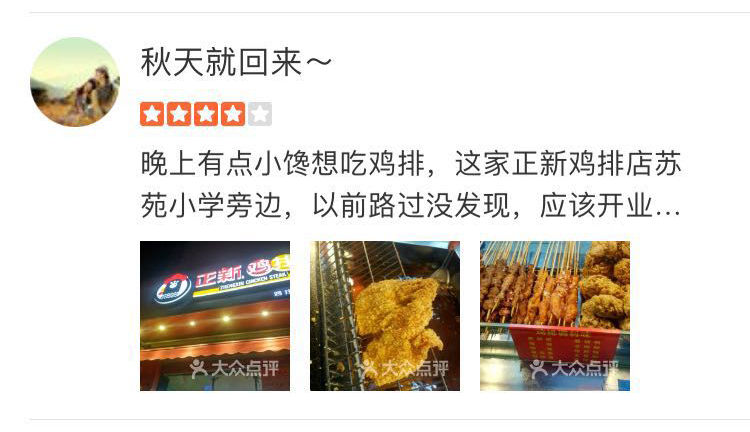 秋天就回来～
晚上有点小馋想吃鸡排，这家正新鸡排店苏
苑小学旁边，以前路过没发现，应该开业...
正新鸡排
ZHENGXIN CHICKEN STEAK
大众点评
大众点评
大众点评